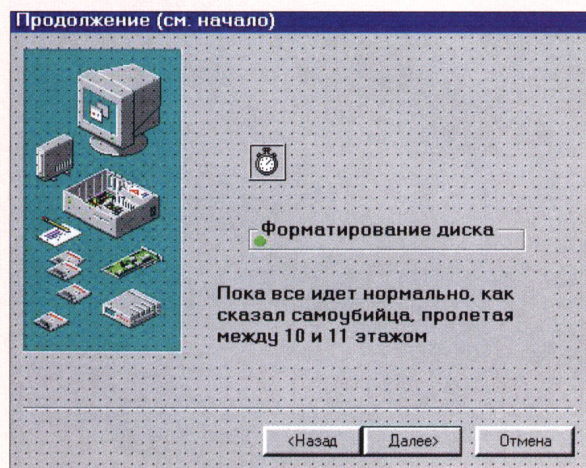 Продолжение (см. начало)
Форматирование диска
Пока все идет нормально, как
сказал самоубийца, пролетая
между 10 и 11 этажом
<Назад
Далее>
Отмена